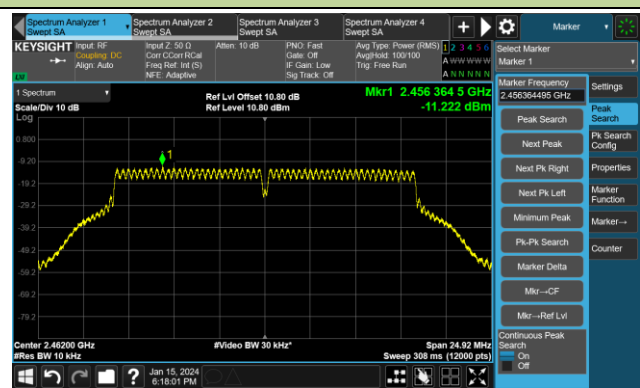 Spectrum Analyzer 1
Swept SA
Spectrum Analyzer 2
Swept SA
Spectrum Analyzer 3
Swept SA
Spectrum Analyzer 4
Swept SA
+
Marker
KEYSIGHT
Input: RF
Coupling: DC
Align: Auto
Input Z: 50 Ω
Corr CCorr RCal
Freq Ref: Int (S)
NFE: Adaptive
Atten: 10 dB
PNO: Fast
Gate: Off
IF Gain: Low
Sig Track: Off
Avg Type: Power (RMS)
Avg|Hold: 100/100
Trig: Free Run
1 2 3 4 5 6
A W W W W W
A N N N N N
LXI
Select Marker
Marker 1
1 Spectrum
Scale/Div 10 dB
Log
Ref Lvl Offset 10.80 dB
Ref Level 10.80 dBm
Mkr1 2.456 364 5 GHz
-11.222 dBm
0.800
-9.20
-19.2
-29.2
-39.2
-49.2
-59.2
-69.2
-79.2
1
Center 2.46200 GHz
#Res BW 10 kHz
#Video BW 30 kHz*
Span 24.92 MHz
Sweep 308 ms (12000 pts)
Marker Frequency
2.456364495 GHz
Peak Search
Next Peak
Next Pk Right
Next Pk Left
Minimum Peak
Pk-Pk Search
Marker Delta
Mkr→CF
Mkr→Ref Lvl
Continuous Peak
Search
On
Off
Settings
Peak
Search
Pk Search
Config
Properties
Marker
Function
Marker→
Counter
?
Jan 15, 2024
6:18:01 PM